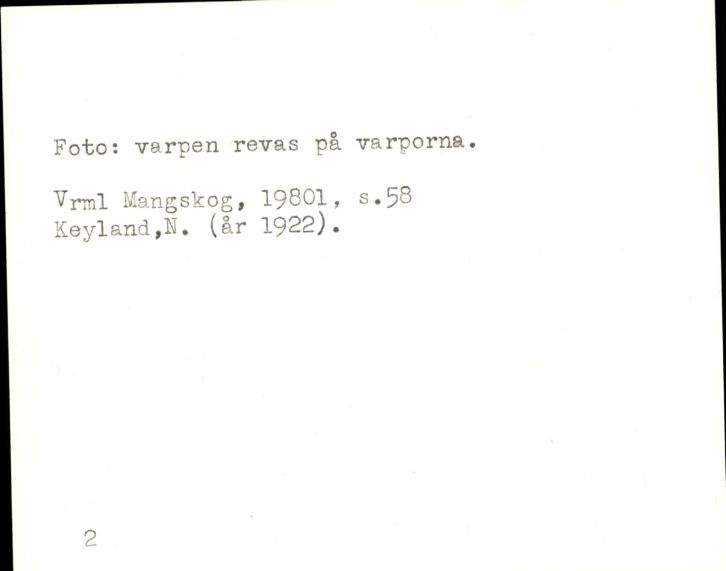 Foto: varpen revas på varporna.
Vrml Mangskog, 19801, s.58
Keyland,N. (år 1922).
2